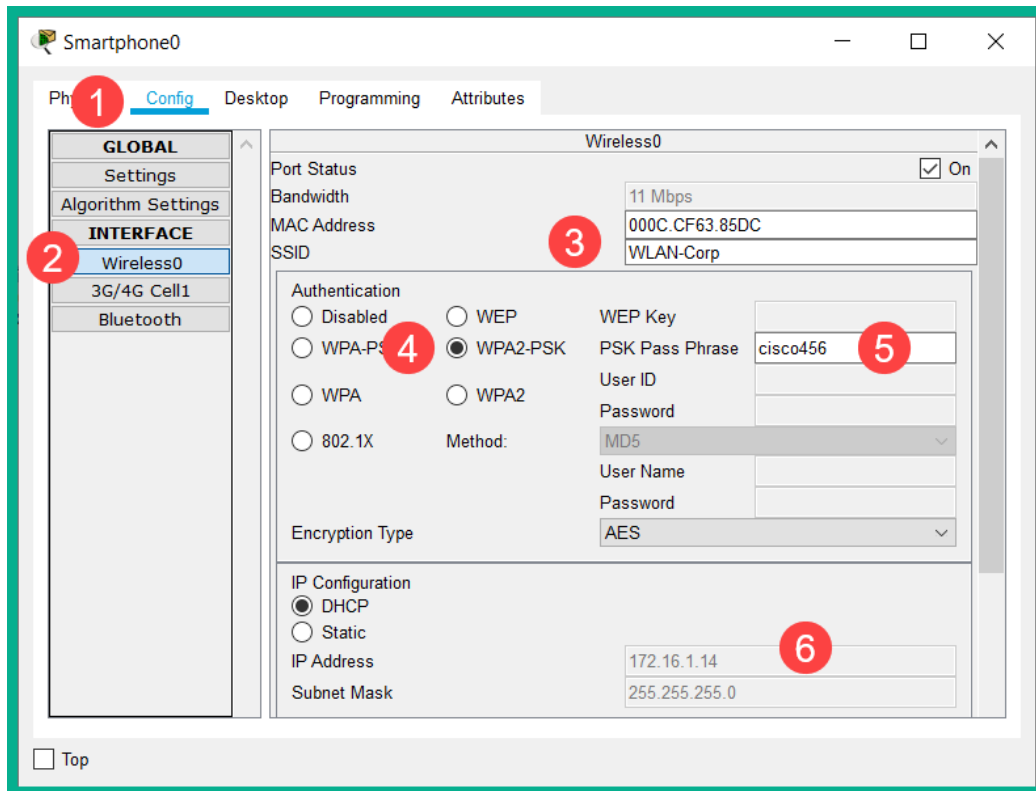 Smartphone0
1
Config Desktop Programming Attributes
GLOBAL
Settings
Algorithm Settings
INTERFACE
2
Wireless0
3G/4G Cell1
Bluetooth
Wireless0
Port Status On
Bandwidth 11 Mbps
MAC Address 000C.CF63.85DC
3
SSID WLAN-Corp
Authentication
Disabled WEP WEP Key
4 WPA2-PSK PSK Pass Phrase cisco456 5
User ID
WPA WPA2
Password
802.1X Method: MD5
User Name
Password
Encryption Type AES
IP Configuration
DHCP
Static
6
IP Address 172.16.1.14
Subnet Mask 255.255.255.0
Top